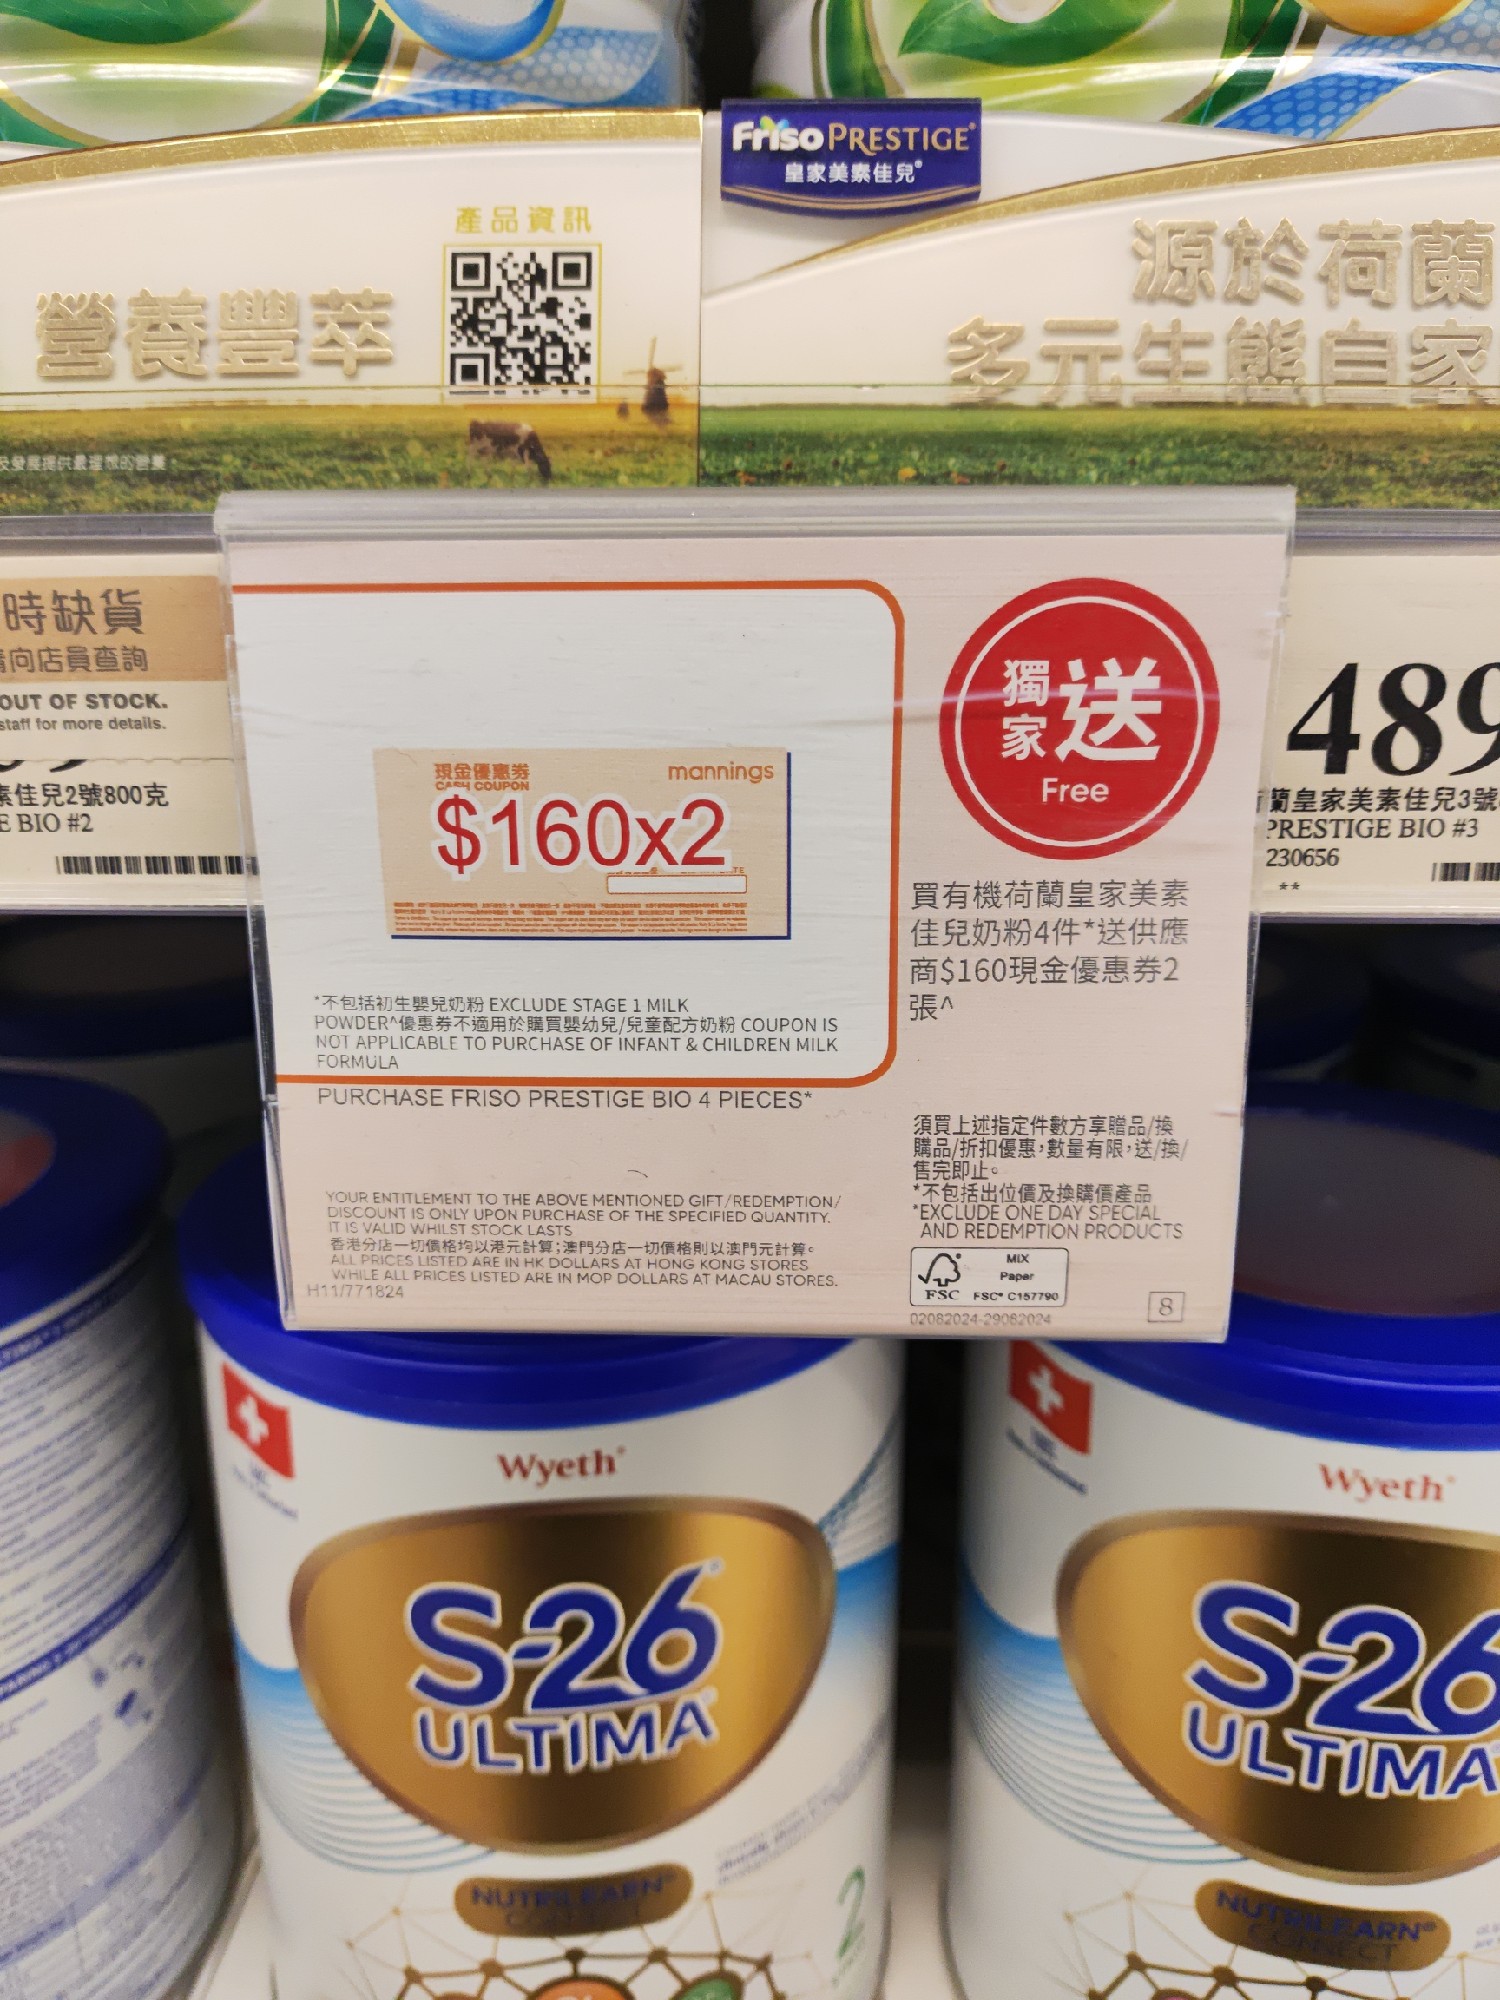 Friso PRESTIGE
皇家美素佳兒
產品資訊
營養豐萃
源於荷蘭
多元生態自家
時缺貨
向店員查詢
OUT OF STOCK.
staff for more details.
素佳兒2號800克
E BIO #2
489
蘭皇家美素佳兒3號
PRESTIGE BIO #3
230656
**
現金優惠券
CASH COUPON
mannings
$160x2
獨家送
Free
買有機荷蘭皇家美素
佳兒奶粉4件*送供應
商$160現金優惠券2
張^
*不包括初生嬰兒奶粉 EXCLUDE STAGE 1 MILK
POWDER^優惠券不適用於購買嬰幼兒/兒童配方奶粉 COUPON IS
NOT APPLICABLE TO PURCHASE OF INFANT & CHILDREN MILK
FORMULA
PURCHASE FRISO PRESTIGE BIO 4 PIECES*
須買上述指定件數方享贈品/換
購品/折扣優惠，數量有限，送/換/
售完即止。
*不包括出位價及換購價產品
*EXCLUDE ONE DAY SPECIAL
AND REDEMPTION PRODUCTS
YOUR ENTITLEMENT TO THE ABOVE MENTIONED GIFT/REDEMPTION/
DISCOUNT IS ONLY UPON PURCHASE OF THE SPECIFIED QUANTITY.
IT IS VALID WHILST STOCK LASTS
香港分店一切價格均以港元計算；澳門分店一切價格則以澳門元計算。
ALL PRICES LISTED ARE IN HK DOLLARS AT HONG KONG STORES
WHILE ALL PRICES LISTED ARE IN MOP DOLLARS AT MACAU STORES.
H11/771824
FSC
MIX
Paper
FSC® C157790
02082024-29082024
8
Wyeth®
S-26
ULTIMA
NUTRILEARN®
CONNECT
2
Wyeth®
S-26
ULTIMA
NUTRILEARN®
CONNECT